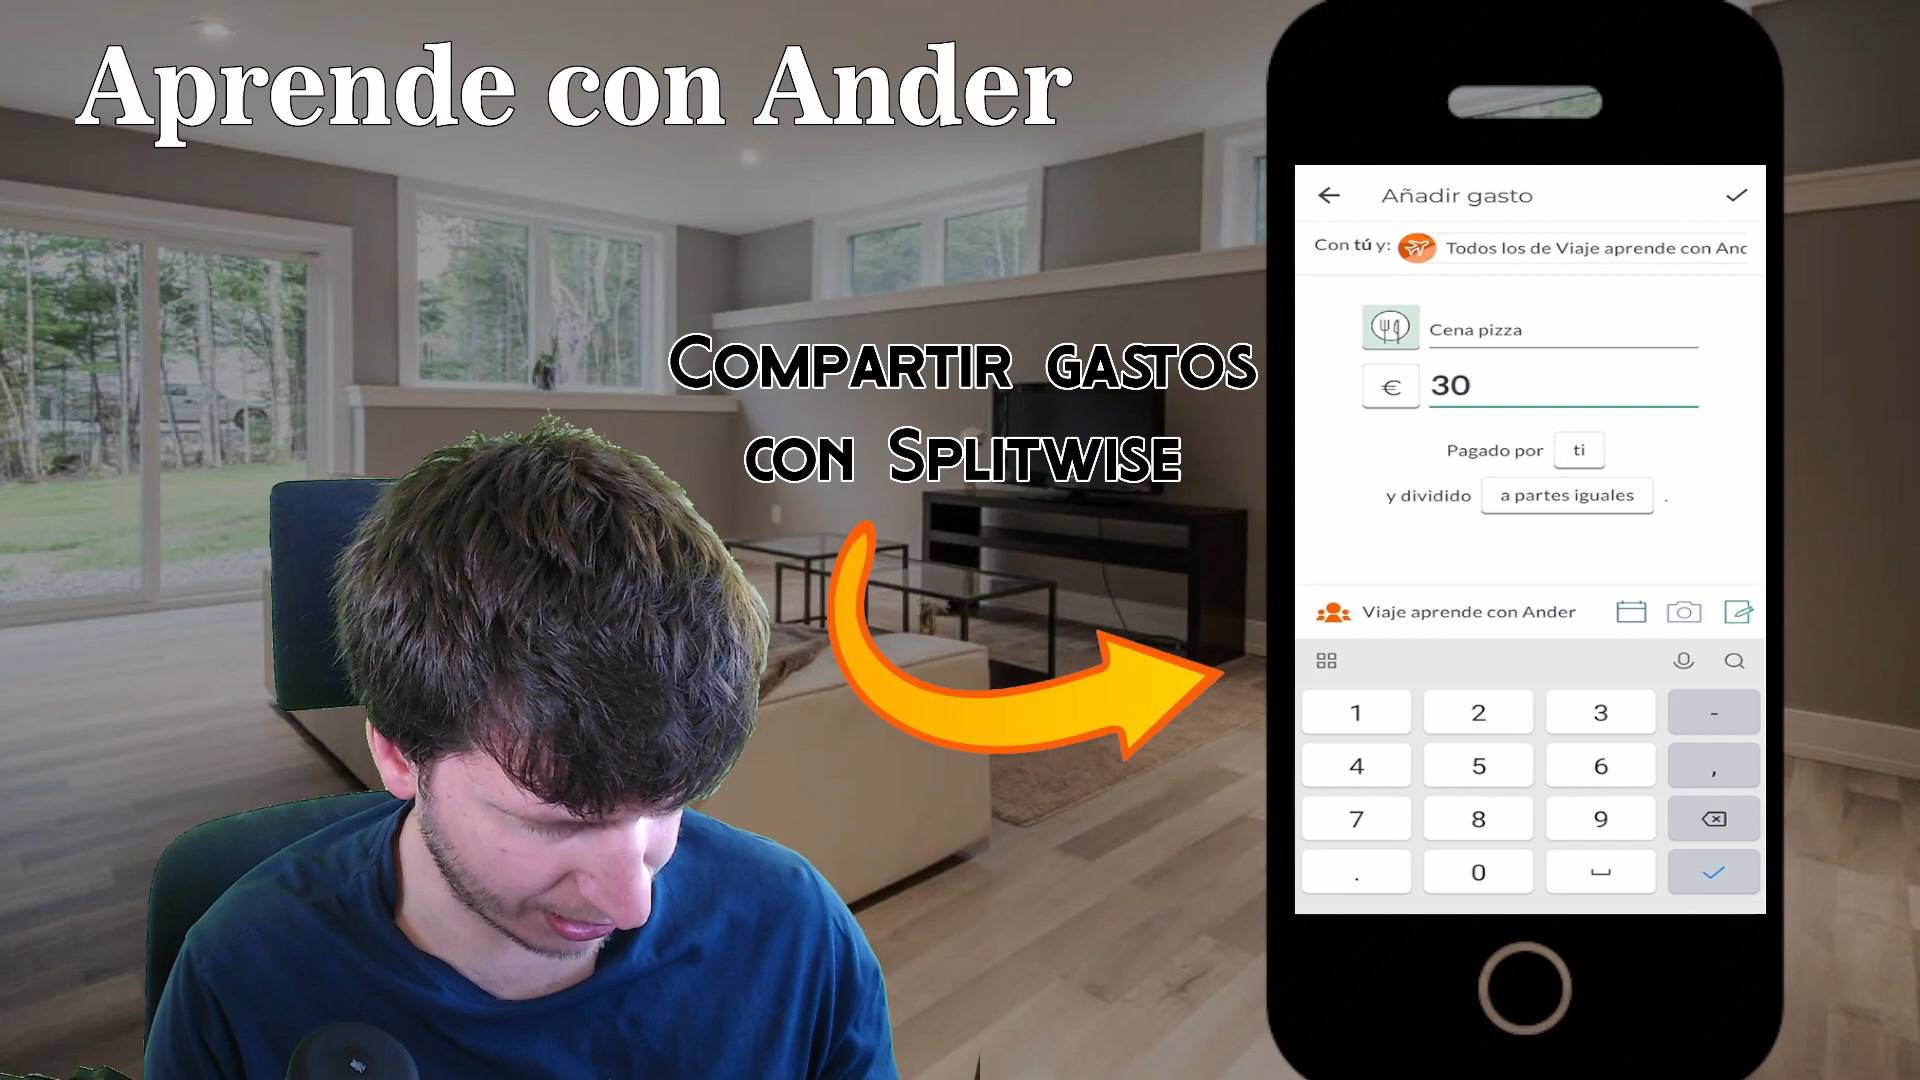 Aprende con Ander
Compartir gastos
con Splitwise
Añadir gasto
Con tú y: Todos los de Viaje aprende con Anc
Cena pizza
€ 30
Pagado por ti
y dividido a partes iguales .
Viaje aprende con Ander
1 2 3 -
4 5 6 ,
7 8 9
. 0